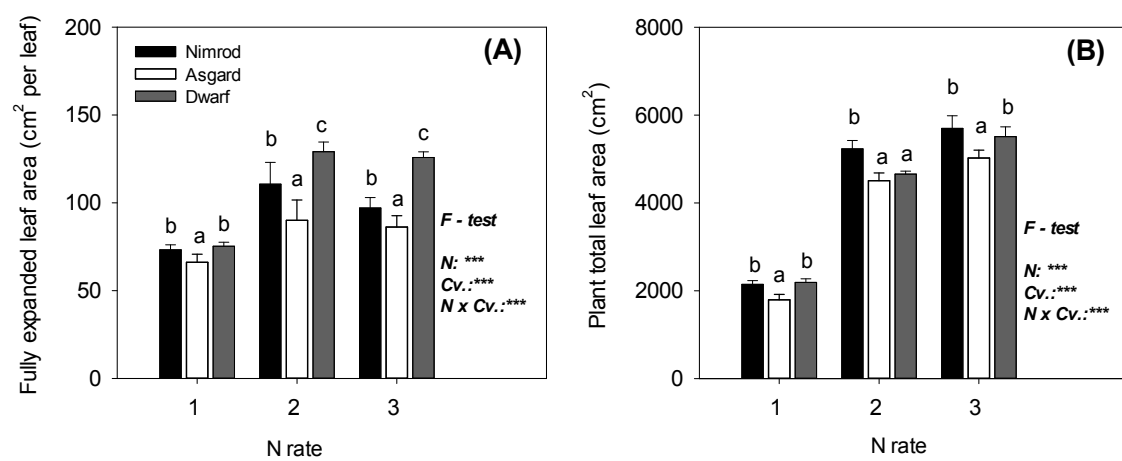 (A)
Nimrod
Asgard
Dwarf
Fully expanded leaf area (cm² per leaf)
200
150
100
50
0
b a b
b a c
b a c
F - test
N: ***
Cv.:***
N x Cv.:***
1 2 3
N rate
(B)
Plant total leaf area (cm²)
8000
6000
4000
2000
0
b a b
b a a
b a b
F - test
N: ***
Cv.:***
N x Cv.:***
1 2 3
N rate